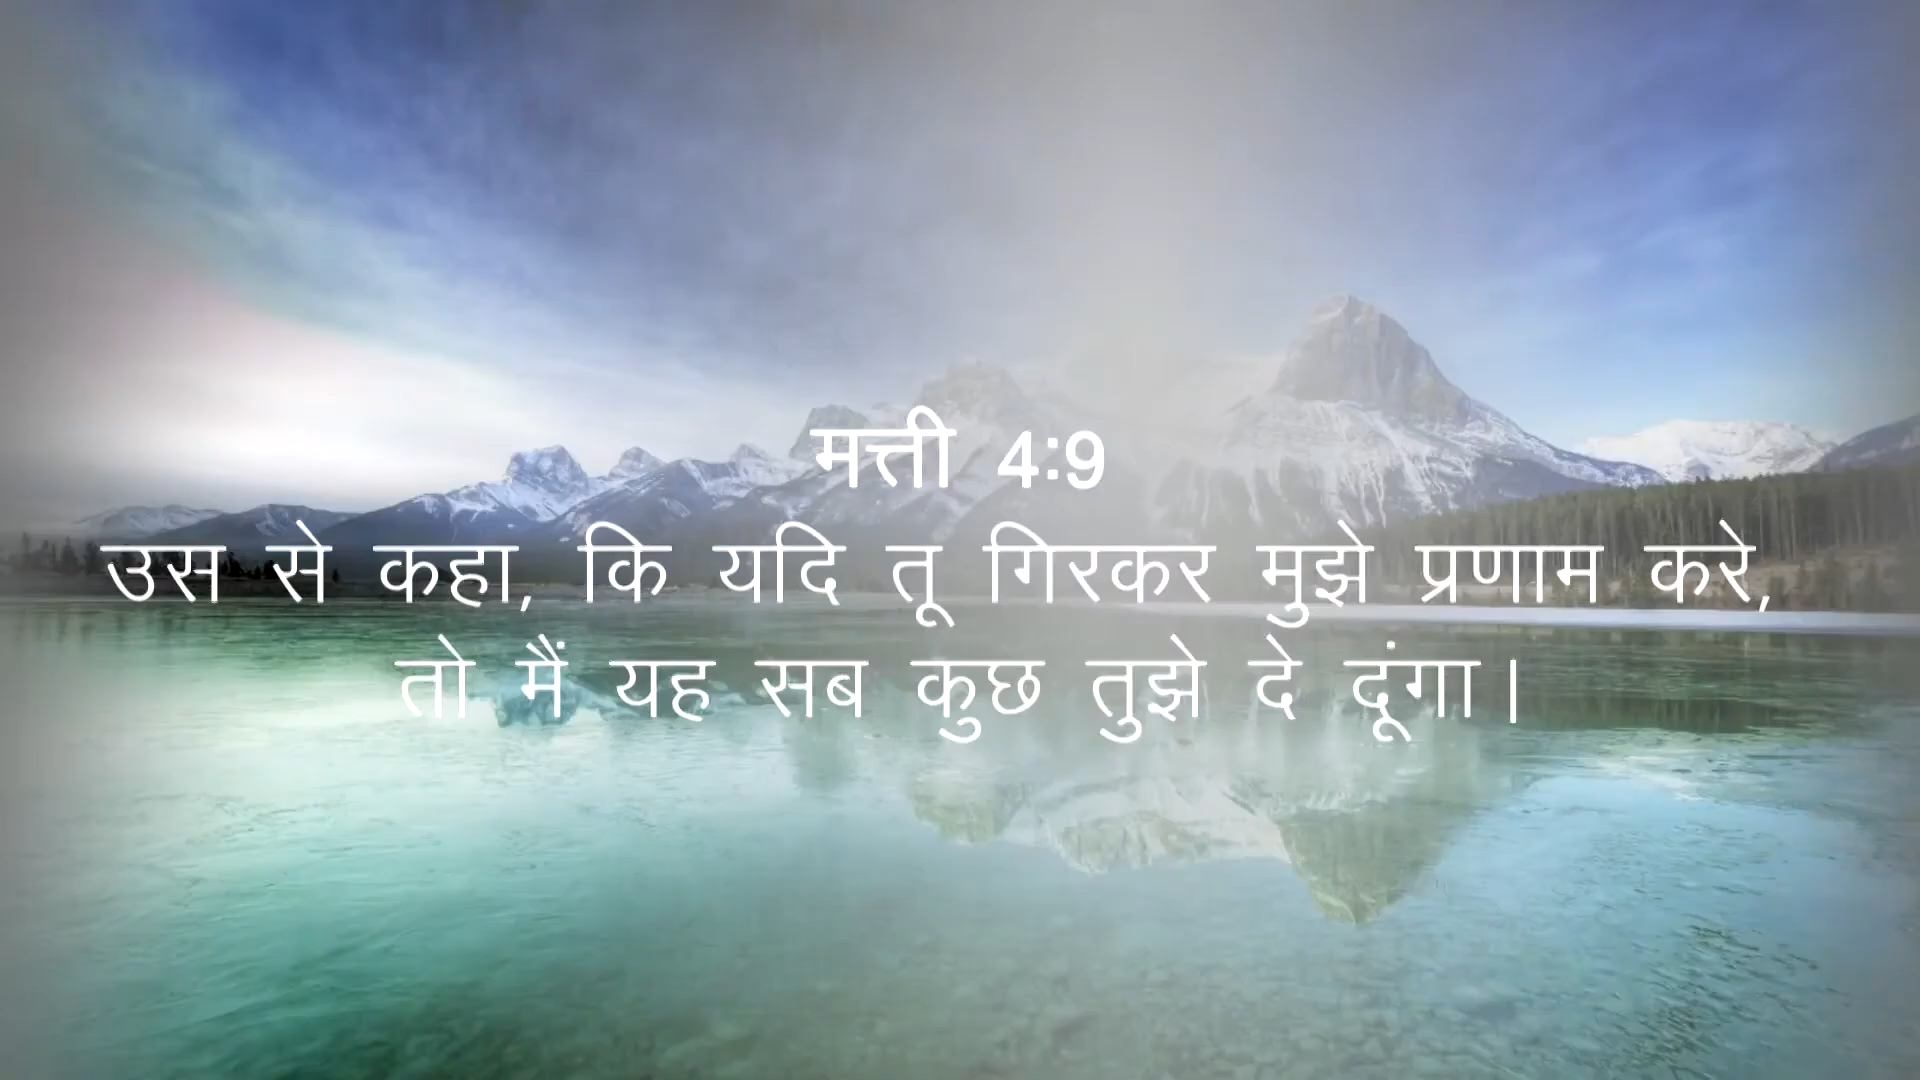 मत्ती 4:9
उस से कहा, कि यदि तू गिरकर मुझे प्रणाम करे,
तो मैं यह सब कुछ तुझे दे दूंगा।